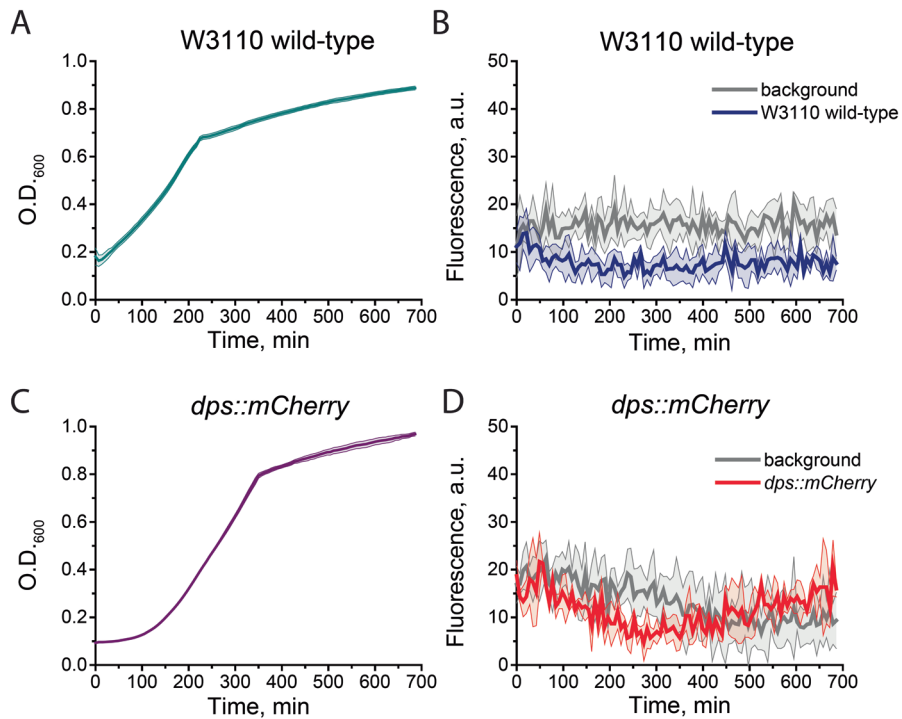 A
W3110 wild-type
O.D.600
1.0
0.8
0.6
0.4
0.2
0.0
0 100 200 300 400 500 600 700
Time, min
B
W3110 wild-type
Fluorescence, a.u.
50
40
30
20
10
0
background
W3110 wild-type
0 100 200 300 400 500 600 700
Time, min
C
dps::mCherry
O.D.600
1.0
0.8
0.6
0.4
0.2
0.0
0 100 200 300 400 500 600 700
Time, min
D
dps::mCherry
Fluorescence, a.u.
50
40
30
20
10
0
background
dps::mCherry
0 100 200 300 400 500 600 700
Time, min